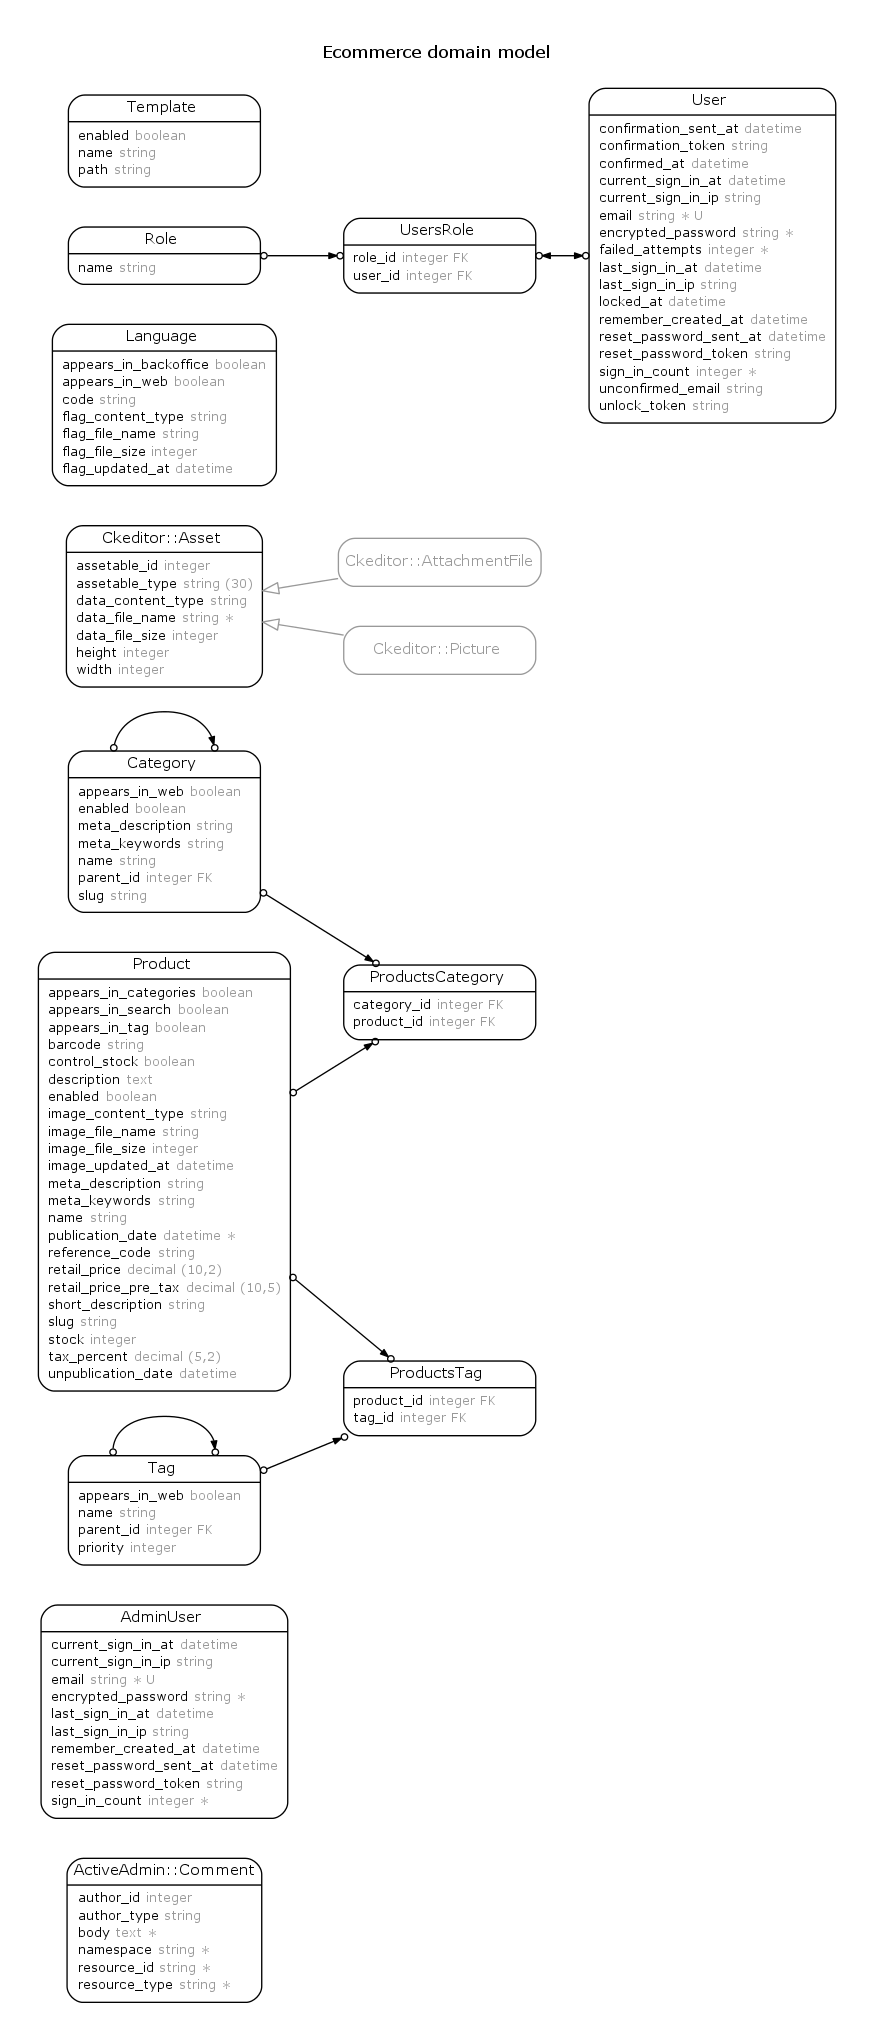 Ecommerce domain model
Template
enabled boolean
name string
path string
User
confirmation_sent_at datetime
confirmation_token string
confirmed_at datetime
current_sign_in_at datetime
current_sign_in_ip string
email string * U
encrypted_password string *
failed_attempts integer *
last_sign_in_at datetime
last_sign_in_ip string
locked_at datetime
remember_created_at datetime
reset_password_sent_at datetime
reset_password_token string
sign_in_count integer *
unconfirmed_email string
unlock_token string
Role
name string
UsersRole
role_id integer FK
user_id integer FK
Language
appears_in_backoffice boolean
appears_in_web boolean
code string
flag_content_type string
flag_file_name string
flag_file_size integer
flag_updated_at datetime
Ckeditor::Asset
assetable_id integer
assetable_type string (30)
data_content_type string
data_file_name string *
data_file_size integer
height integer
width integer
Ckeditor::AttachmentFile
Ckeditor::Picture
Category
appears_in_web boolean
enabled boolean
meta_description string
meta_keywords string
name string
parent_id integer FK
slug string
Product
appears_in_categories boolean
appears_in_search boolean
appears_in_tag boolean
barcode string
control_stock boolean
description text
enabled boolean
image_content_type string
image_file_name string
image_file_size integer
image_updated_at datetime
meta_description string
meta_keywords string
name string
publication_date datetime *
reference_code string
retail_price decimal (10,2)
retail_price_pre_tax decimal (10,5)
short_description string
slug string
stock integer
tax_percent decimal (5,2)
unpublication_date datetime
ProductsCategory
category_id integer FK
product_id integer FK
ProductsTag
product_id integer FK
tag_id integer FK
Tag
appears_in_web boolean
name string
parent_id integer FK
priority integer
AdminUser
current_sign_in_at datetime
current_sign_in_ip string
email string * U
encrypted_password string *
last_sign_in_at datetime
last_sign_in_ip string
remember_created_at datetime
reset_password_sent_at datetime
reset_password_token string
sign_in_count integer *
ActiveAdmin::Comment
author_id integer
author_type string
body text *
namespace string *
resource_id string *
resource_type string *